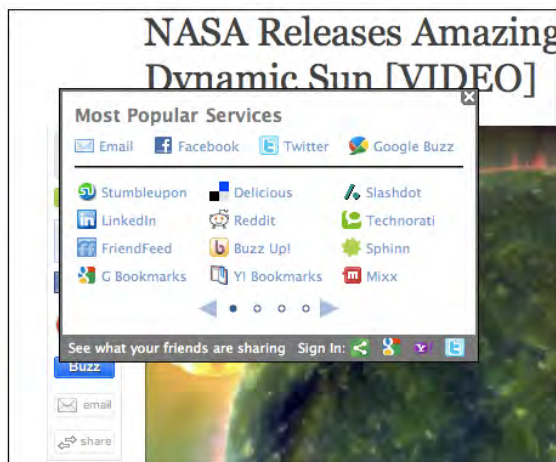 NASA Releases Amazing
Dynamic Sun [VIDEO]
Most Popular Services
Email Facebook Twitter Google Buzz
Stumbleupon Delicious Slashdot
LinkedIn Reddit Technorati
FriendFeed Buzz Up! Sphinn
G Bookmarks Y! Bookmarks Mixx
See what your friends are sharing Sign In:
Buzz
email
share